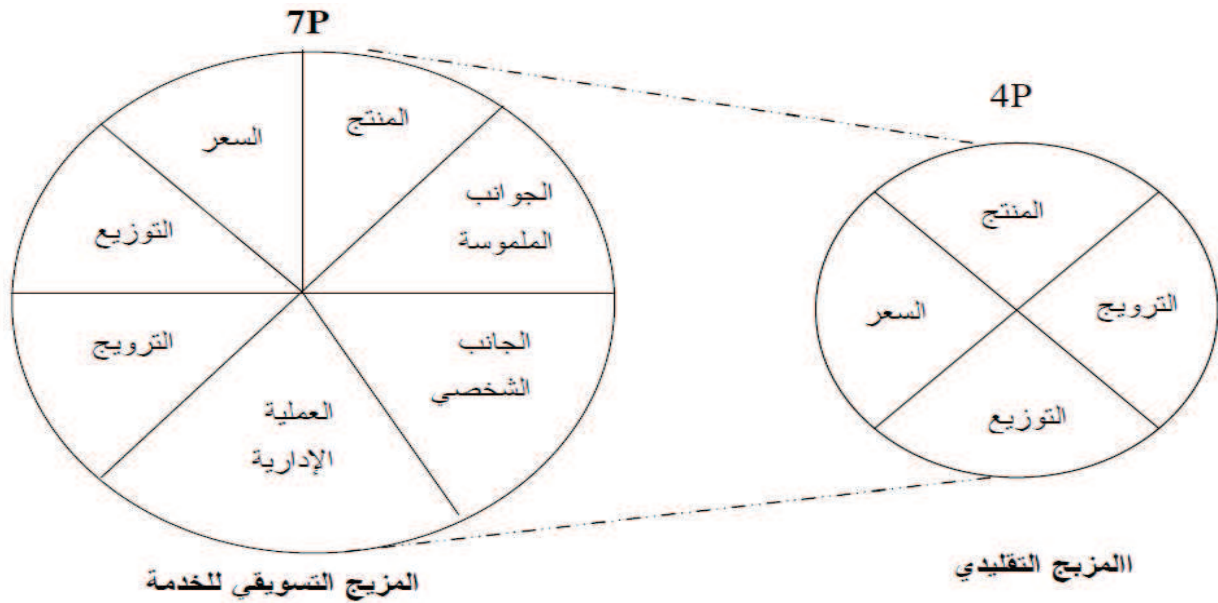 7P
4P
المنتج
السعر
الجوانب
الملموسة
التوزيع
الجانب
الشخصي
الترويج
العملية
الإدارية
المنتج
الترويج
السعر
التوزيع
االمزيج التقليدي
المزيج التسويقي للخدمة